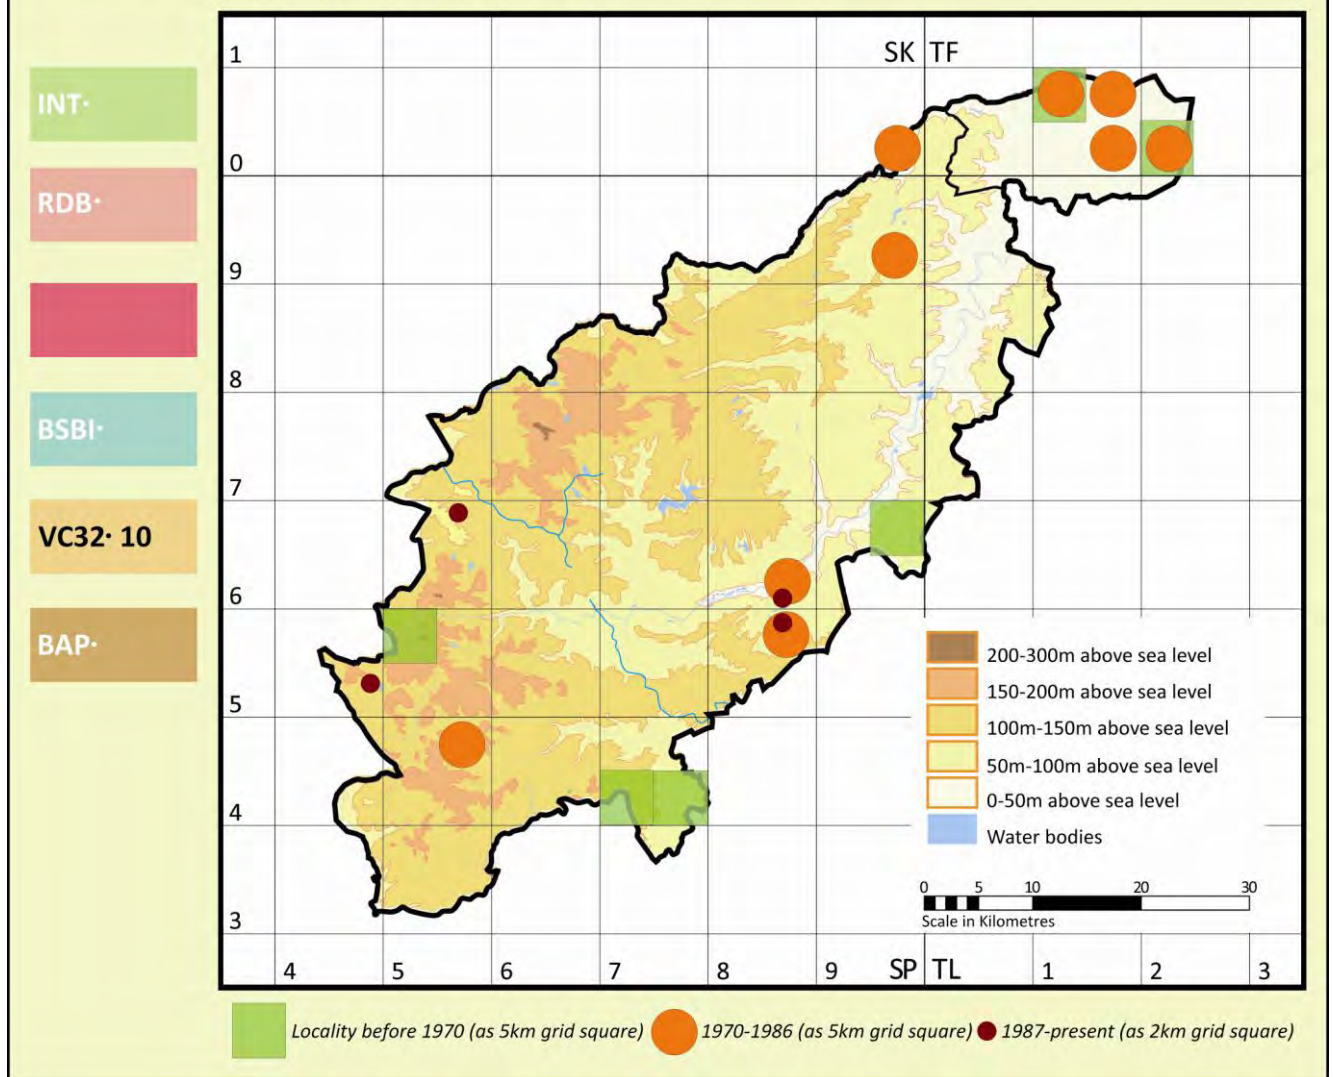 INT·
RDB·
BSBI·
VC32· 10
BAP·
SK TF
1
0
9
8
7
6
5
4
3
4 5 6 7 8 9 SP TL 1 2 3
200-300m above sea level
150-200m above sea level
100m-150m above sea level
50m-100m above sea level
0-50m above sea level
Water bodies
0 5 10 20 30
Scale in Kilometres
Locality before 1970 (as 5km grid square) 1970-1986 (as 5km grid square) 1987-present (as 2km grid square)